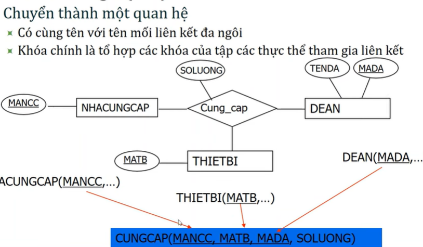 Chuyển thành một quan hệ
Có cùng tên với tên mối liên kết đa ngôi
Khóa chính là tổ hợp các khóa của tập các thực thể tham gia liên kết
SOLUONG
TENDA
MADA
MANCC
NHACUNGCAP
Cung_cap
DEAN
MATB
THIETBI
DEAN(MADA,...
ACUNGCAP(MANCC,...)
THIETBI(MATB,...)
CUNGCAP(MANCC, MATB, MADA, SOLUONG)